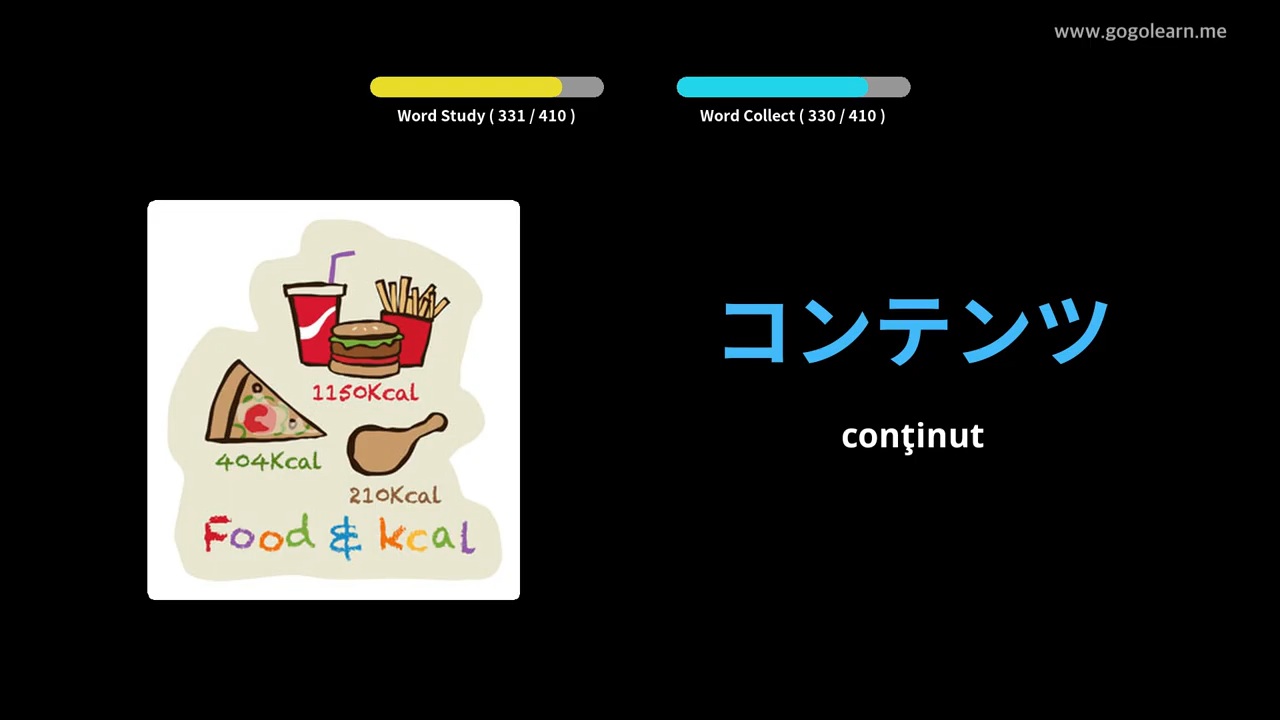 www.gogolearn.me
Word Study ( 331 / 410 )
Word Collect ( 330 / 410 )
1150Kcal
404Kcal
210Kcal
Food & kcal
コンテンツ
conţinut